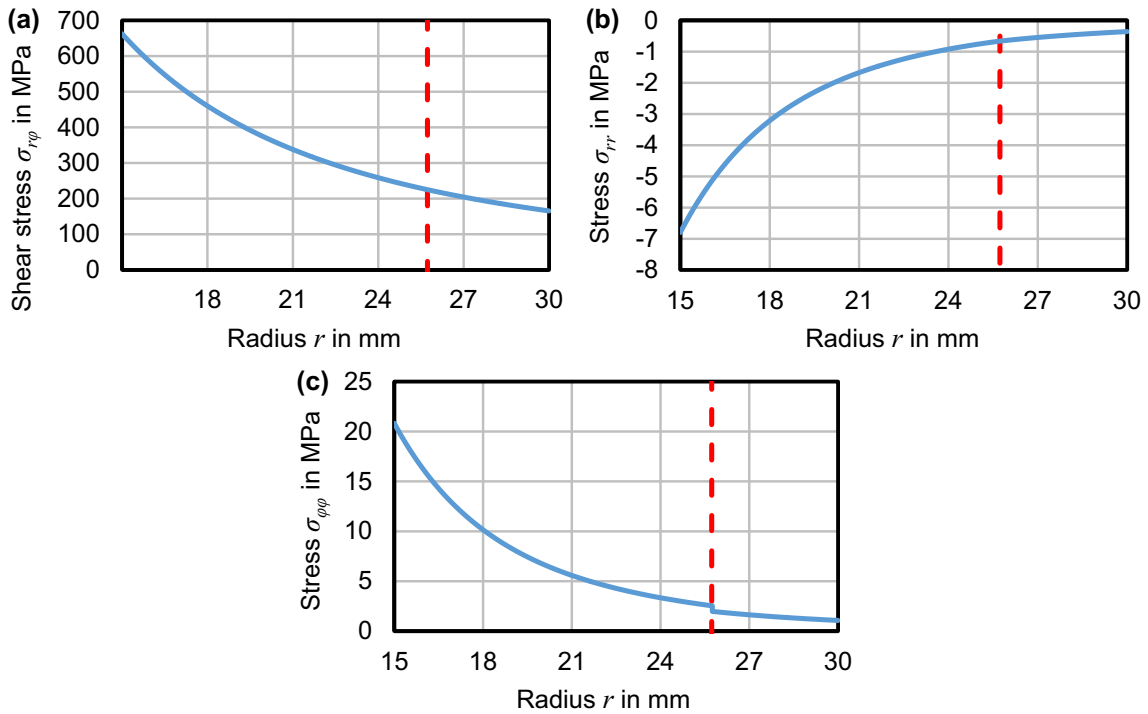 (a)
Shear stress σrφ in MPa
700
600
500
400
300
200
100
0
18 21 24 27 30
Radius r in mm
(b)
Stress σrr in MPa
0
-1
-2
-3
-4
-5
-6
-7
-8
15 18 21 24 27 30
Radius r in mm
(c)
Stress σφφ in MPa
25
20
15
10
5
0
15 18 21 24 27 30
Radius r in mm